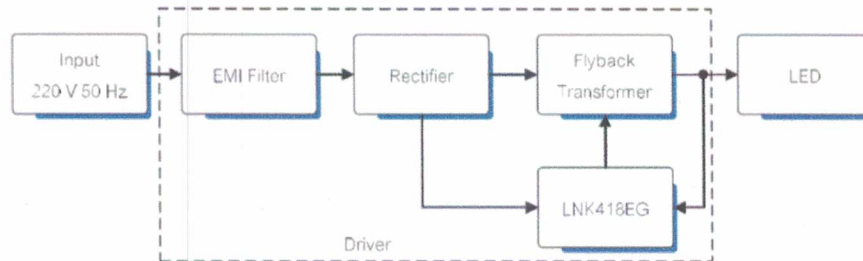 Input
220 V 50 Hz
EMI Filter
Rectifier
Flyback
Transformer
LED
LNK418EG
Driver